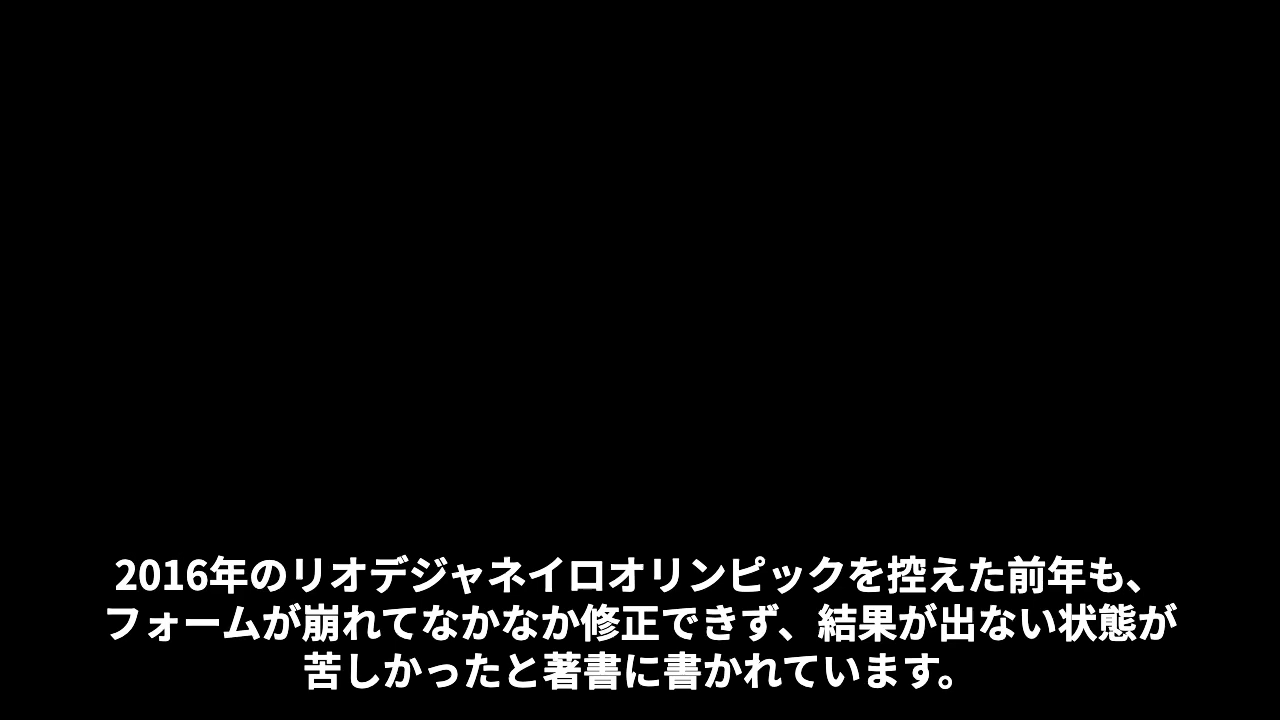 2016年のリオデジャネイロオリンピックを控えた前年も、
フォームが崩れてなかなか修正できず、結果が出ない状態が
苦しかったと著書に書かれています。